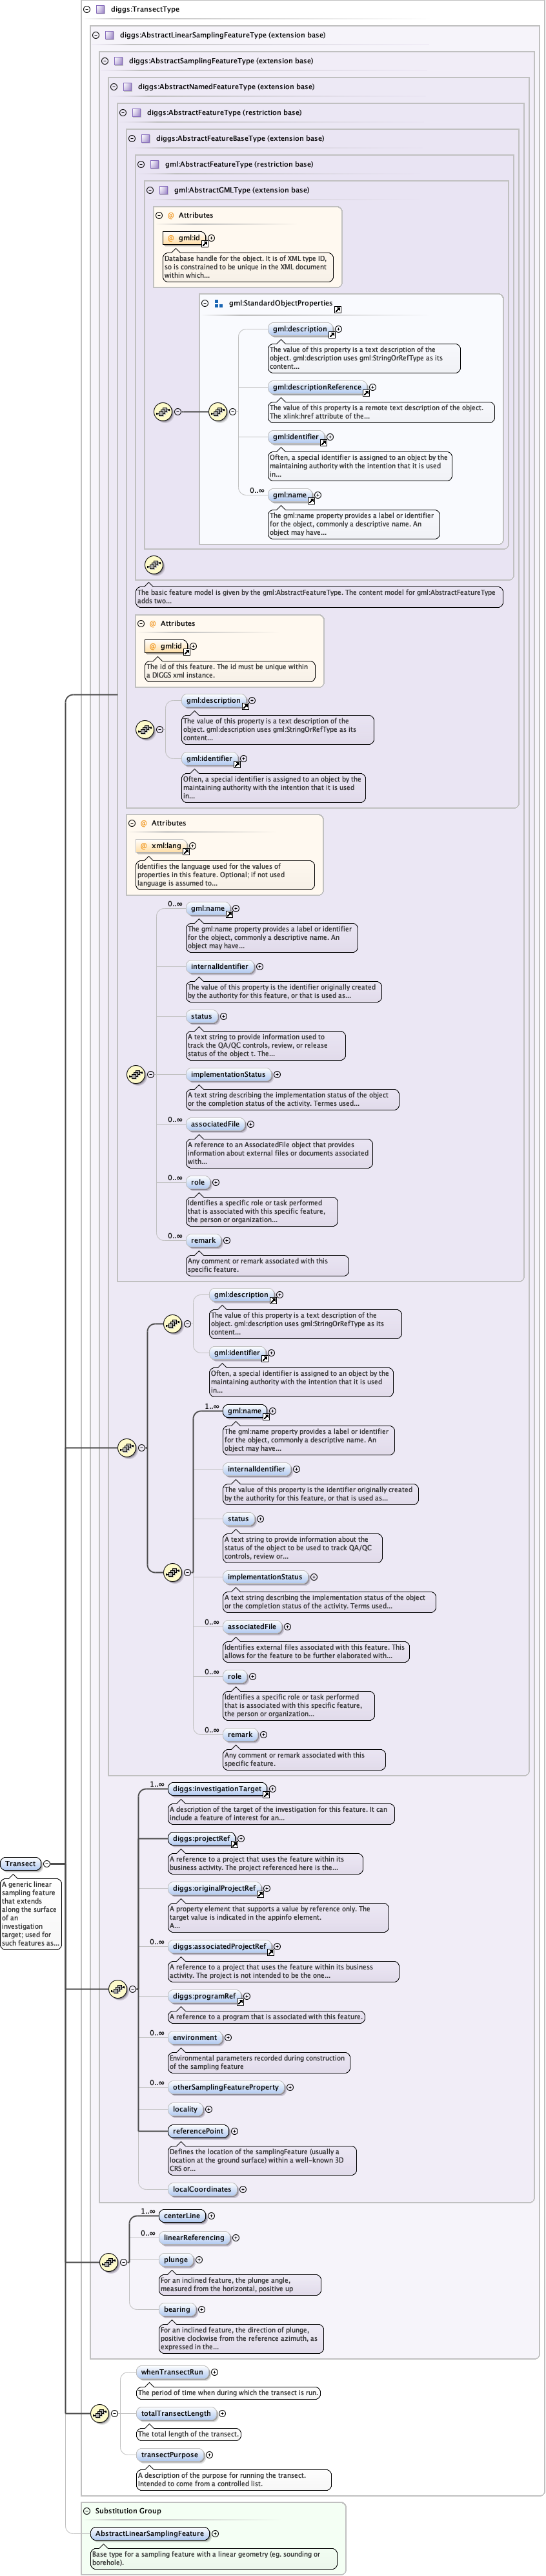 diggs:TransectType
diggs:AbstractLinearSamplingFeatureType (extension base)
diggs:AbstractSamplingFeatureType (extension base)
diggs:AbstractNamedFeatureType (extension base)
diggs:AbstractFeatureType (restriction base)
diggs:AbstractFeatureBaseType (extension base)
gml:AbstractFeatureType (restriction base)
gml:AbstractGMLType (extension base)
@ Attributes
@ gml:id
Database handle for the object. It is of XML type ID,
so is constrained to be unique in the XML document
within which...
gml:StandardObjectProperties
gml:description
The value of this property is a text description of the
object. gml:description uses gml:StringOrRefType as its
content...
gml:descriptionReference
The value of this property is a remote text description of the object.
The xlink:href attribute of the...
gml:identifier
Often, a special identifier is assigned to an object by the
maintaining authority with the intention that it is used
in...
0..∞
gml:name
The gml:name property provides a label or identifier
for the object, commonly a descriptive name. An
object may have...
The basic feature model is given by the gml:AbstractFeatureType. The content model for gml:AbstractFeatureType
adds two...
@ Attributes
@ gml:id
The id of this feature. The id must be unique within
a DIGGS xml instance.
gml:description
The value of this property is a text description of the
object. gml:description uses gml:StringOrRefType as its
content...
gml:identifier
Often, a special identifier is assigned to an object by the
maintaining authority with the intention that it is used
in...
@ Attributes
@ xml:lang
Identifies the language used for the values of
properties in this feature. Optional; if not used
language is assumed to...
0..∞
gml:name
The gml:name property provides a label or identifier
for the object, commonly a descriptive name. An
object may have...
internalIdentifier
The value of this property is the identifier originally created
by the authority for this feature, or that is used as...
status
A text string to provide information used to
track the QA/QC controls, review, or release
status of the object t. The...
implementationStatus
A text string describing the implementation status of the object
or the completion status of the activity. Termes used...
0..∞
associatedFile
A reference to an AssociatedFile object that provides
information about external files or documents associated
with...
0..∞
role
Identifies a specific role or task performed
that is associated with this specific feature,
the person or organization...
0..∞
remark
Any comment or remark associated with this
specific feature.
gml:description
The value of this property is a text description of the
object. gml:description uses gml:StringOrRefType as its
content...
gml:identifier
Often, a special identifier is assigned to an object by the
maintaining authority with the intention that it is used
in...
1..∞
gml:name
The gml:name property provides a label or identifier
for the object, commonly a descriptive name. An
object may have...
internalIdentifier
The value of this property is the identifier originally created
by the authority for this feature, or that is used as...
status
A text string to provide information about the
status of the object to be used to track QA/QC
controls, review or...
implementationStatus
A text string describing the implementation status of the object
or the completion status of the activity. Terms used...
0..∞
associatedFile
Identifies external files associated with this feature. This
allows for the feature to be further elaborated with...
0..∞
role
Identifies a specific role or task performed
that is associated with this specific feature,
the person or organization...
0..∞
remark
Any comment or remark associated with this
specific feature.
1..∞
diggs:investigationTarget
A description of the target of the investigation for this feature. It can
include a feature of interest for an...
diggs:projectRef
A reference to a project that uses the feature within its
business activity. The project referenced here is the...
diggs:originalProjectRef
A property element that supports a value by reference only. The
target value is indicated in the appinfo element.
A...
0..∞
diggs:associatedProjectRef
A reference to a project that uses the feature within its business
activity. The project is not intended to be the one...
diggs:programRef
A reference to a program that is associated with this feature.
0..∞
environment
Environmental parameters recorded during construction
of the sampling feature
0..∞
otherSamplingFeatureProperty
locality
referencePoint
Defines the location of the samplingFeature (usually a
location at the ground surface) within a well-known 3D
CRS or...
localCoordinates
Transect
A generic linear
sampling feature
that extends
along the surface
of an
investigation
target; used for
such features as...
1..∞
centerLine
0..∞
linearReferencing
plunge
For an inclined feature, the plunge angle,
measured from the horizontal, positive up
bearing
For an inclined feature, the direction of plunge,
positive clockwise from the reference azimuth, as
expressed in the...
whenTransectRun
The period of time when during which the transect is run.
totalTransectLength
The total length of the transect.
transectPurpose
A description of the purpose for running the transect.
Intended to come from a controlled list.
Substitution Group
AbstractLinearSamplingFeature
Base type for a sampling feature with a linear geometry (eg. sounding or
borehole).